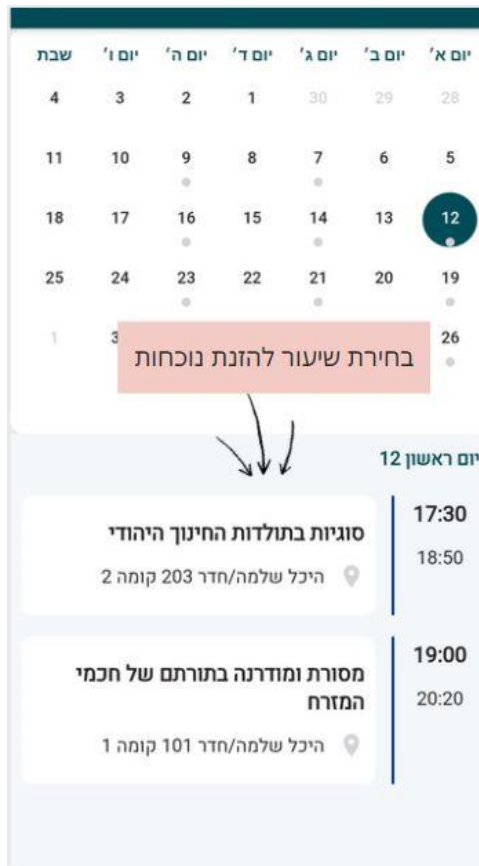 יום א׳ יום ב׳ יום ג׳ יום ד׳ יום ה׳ יום ו׳ שבת
28 29 30 1 2 3 4
5 6 7 8 9 10 11
12 13 14 15 16 17 18
19 20 21 22 23 24 25
26 3 1
בחירת שיעור להזנת נוכחות
יום ראשון 12
17:30
סוגיות בתולדות החינוך היהודי
18:50
היכל שלמה/חדר 203 קומה 2
19:00
מסורת ומודרנה בתורתם של חכמי
המזרח
20:20
היכל שלמה/חדר 101 קומה 1